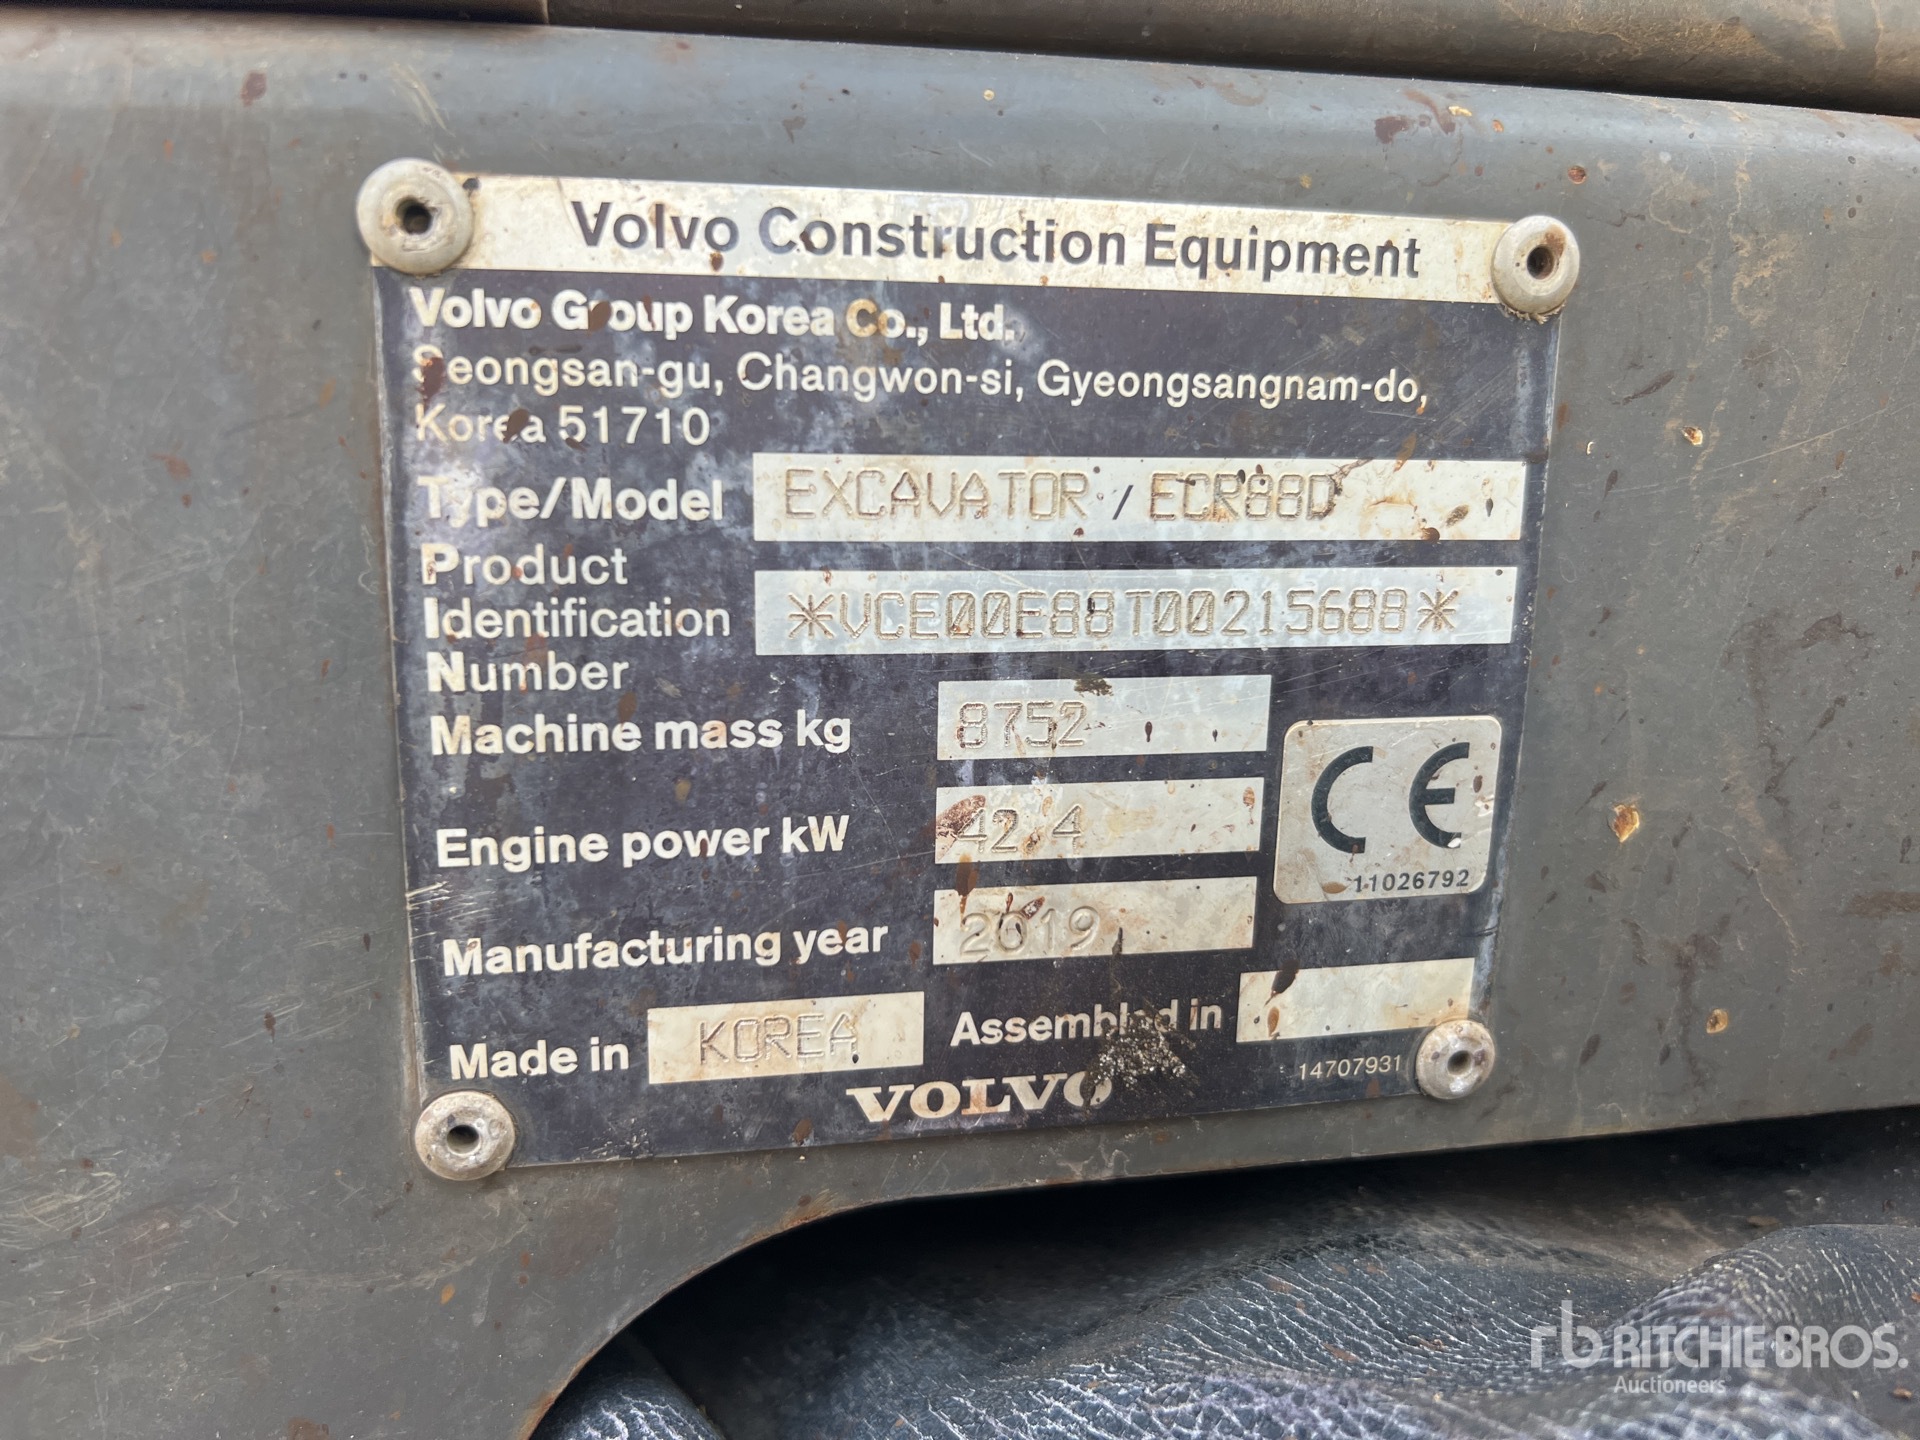 Volvo Construction Equipment
Volvo Group Korea Co., Ltd.
Seongsan-gu, Changwon-si, Gyeongsangnam-do,
Korea 51710
Type/Model EXCAVATOR / ECR88D
Product
Identification *VCE00E88T00215688*
Number
Machine mass kg 8752
Engine power kW 42.4
CE
11026792
Manufacturing year 2019
Made in KOREA Assembled in
14707931
VOLVO
rb RITCHIE BROS.
Auctioneers